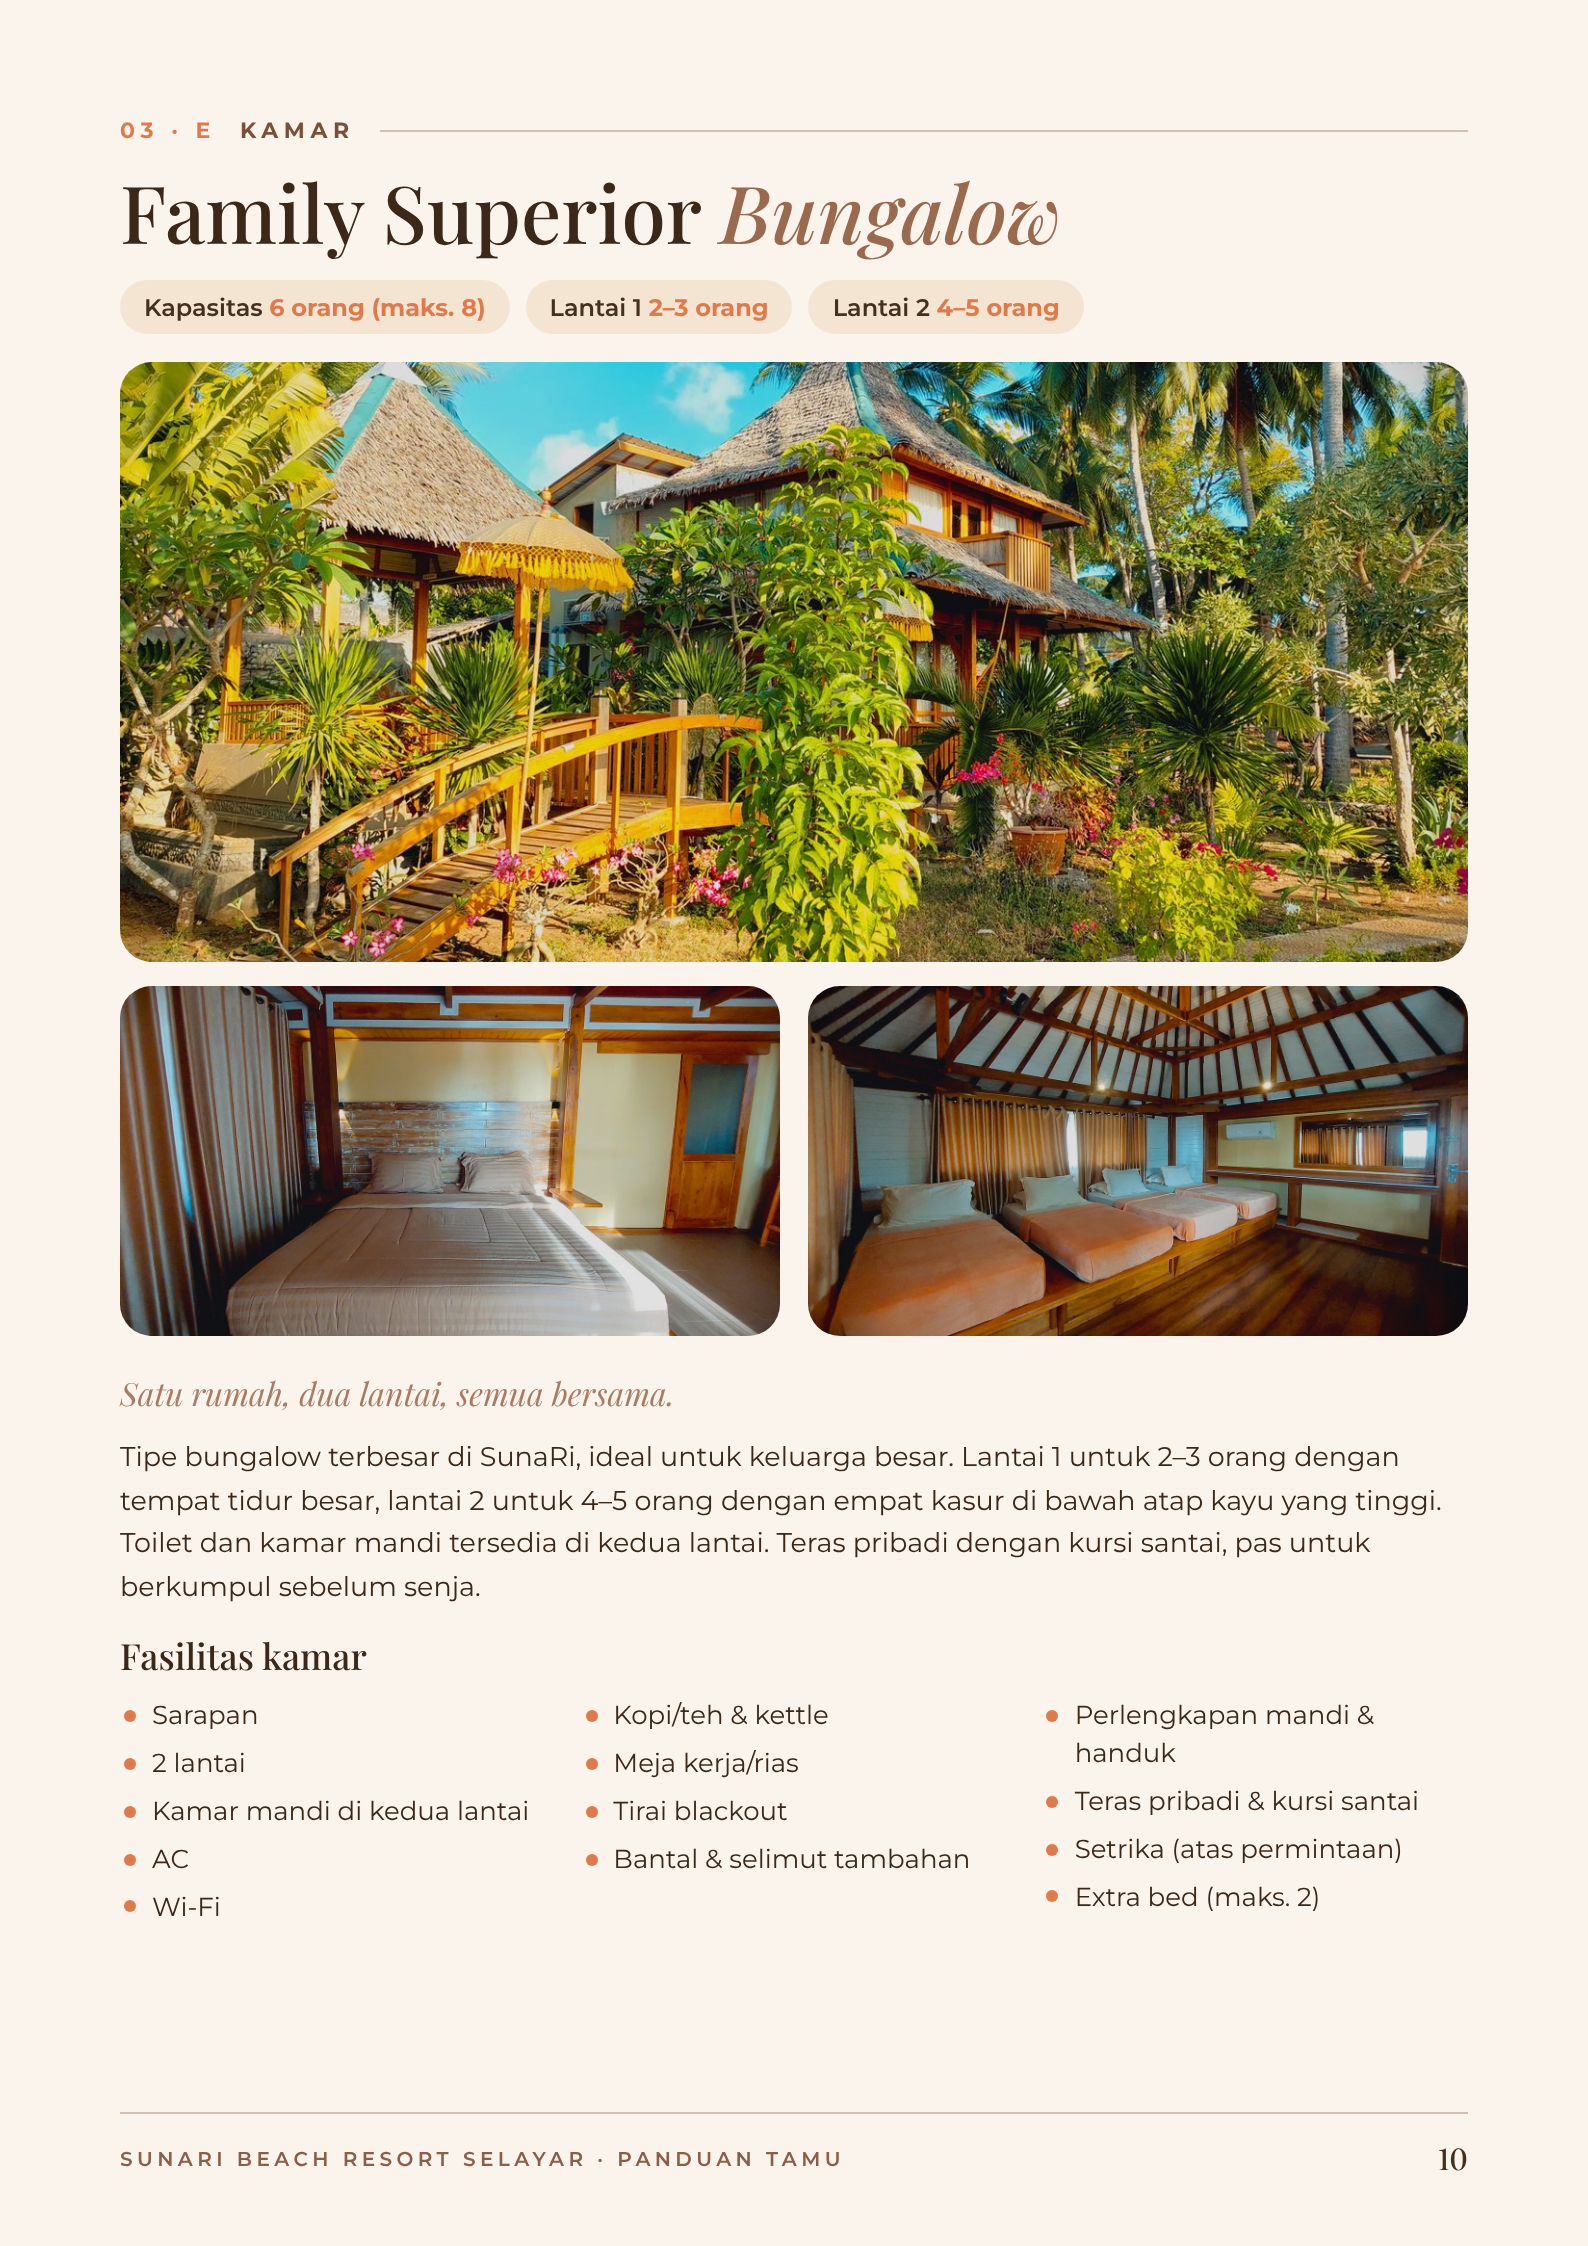 03 · E KAMAR
Family Superior Bungalow
Kapasitas 6 orang (maks. 8)
Lantai 1 2–3 orang
Lantai 2 4–5 orang
Satu rumah, dua lantai, semua bersama.
Tipe bungalow terbesar di SunaRi, ideal untuk keluarga besar. Lantai 1 untuk 2–3 orang dengan
tempat tidur besar, lantai 2 untuk 4–5 orang dengan empat kasur di bawah atap kayu yang tinggi.
Toilet dan kamar mandi tersedia di kedua lantai. Teras pribadi dengan kursi santai, pas untuk
berkumpul sebelum senja.
Fasilitas kamar
Sarapan
2 lantai
Kamar mandi di kedua lantai
AC
Wi-Fi
Kopi/teh & kettle
Meja kerja/rias
Tirai blackout
Bantal & selimut tambahan
Perlengkapan mandi &
handuk
Teras pribadi & kursi santai
Setrika (atas permintaan)
Extra bed (maks. 2)
SUNARI BEACH RESORT SELAYAR · PANDUAN TAMU
10